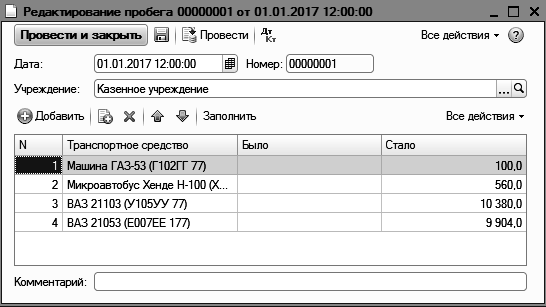 Редактирование пробега 00000001 от 01.01.2017 12:00:00
Провести и закрыть Провести Дт Кт Все действия ?
Дата: 01.01.2017 12:00:00 Номер: 00000001
Учреждение: Казенное учреждение ...
Добавить Заполнить Все действия
N Транспортное средство Было Стало
1 Машина ГАЗ-53 (Г102ГГ 77) 100,0
2 Микроавтобус Хенде Н-100 (Х... 560,0
3 ВАЗ 21103 (У105УУ 77) 10 380,0
4 ВАЗ 21053 (Е007ЕЕ 177) 9 904,0
Комментарий: